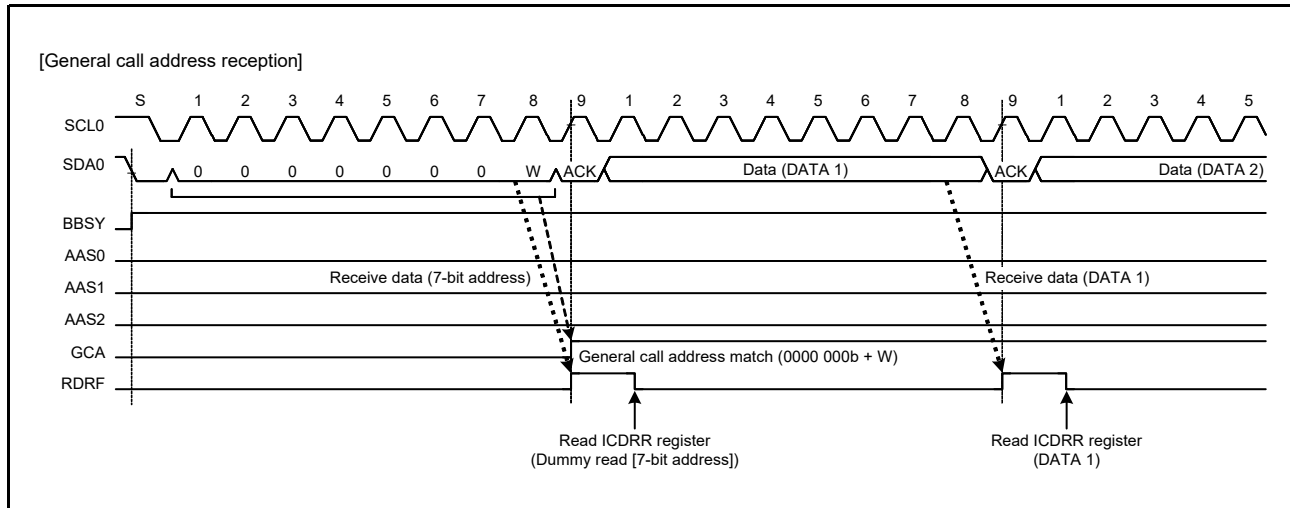 [General call address reception]
S 1 2 3 4 5 6 7 8 9 1 2 3 4 5 6 7 8 9 1 2 3 4 5
SCL0
SDA0 0 0 0 0 0 0 0 W ACK Data (DATA 1) ACK Data (DATA 2)
BBSY
AAS0
Receive data (7-bit address) Receive data (DATA 1)
AAS1
AAS2
GCA General call address match (0000 000b + W)
RDRF
Read ICDRR register Read ICDRR register
(Dummy read [7-bit address]) (DATA 1)